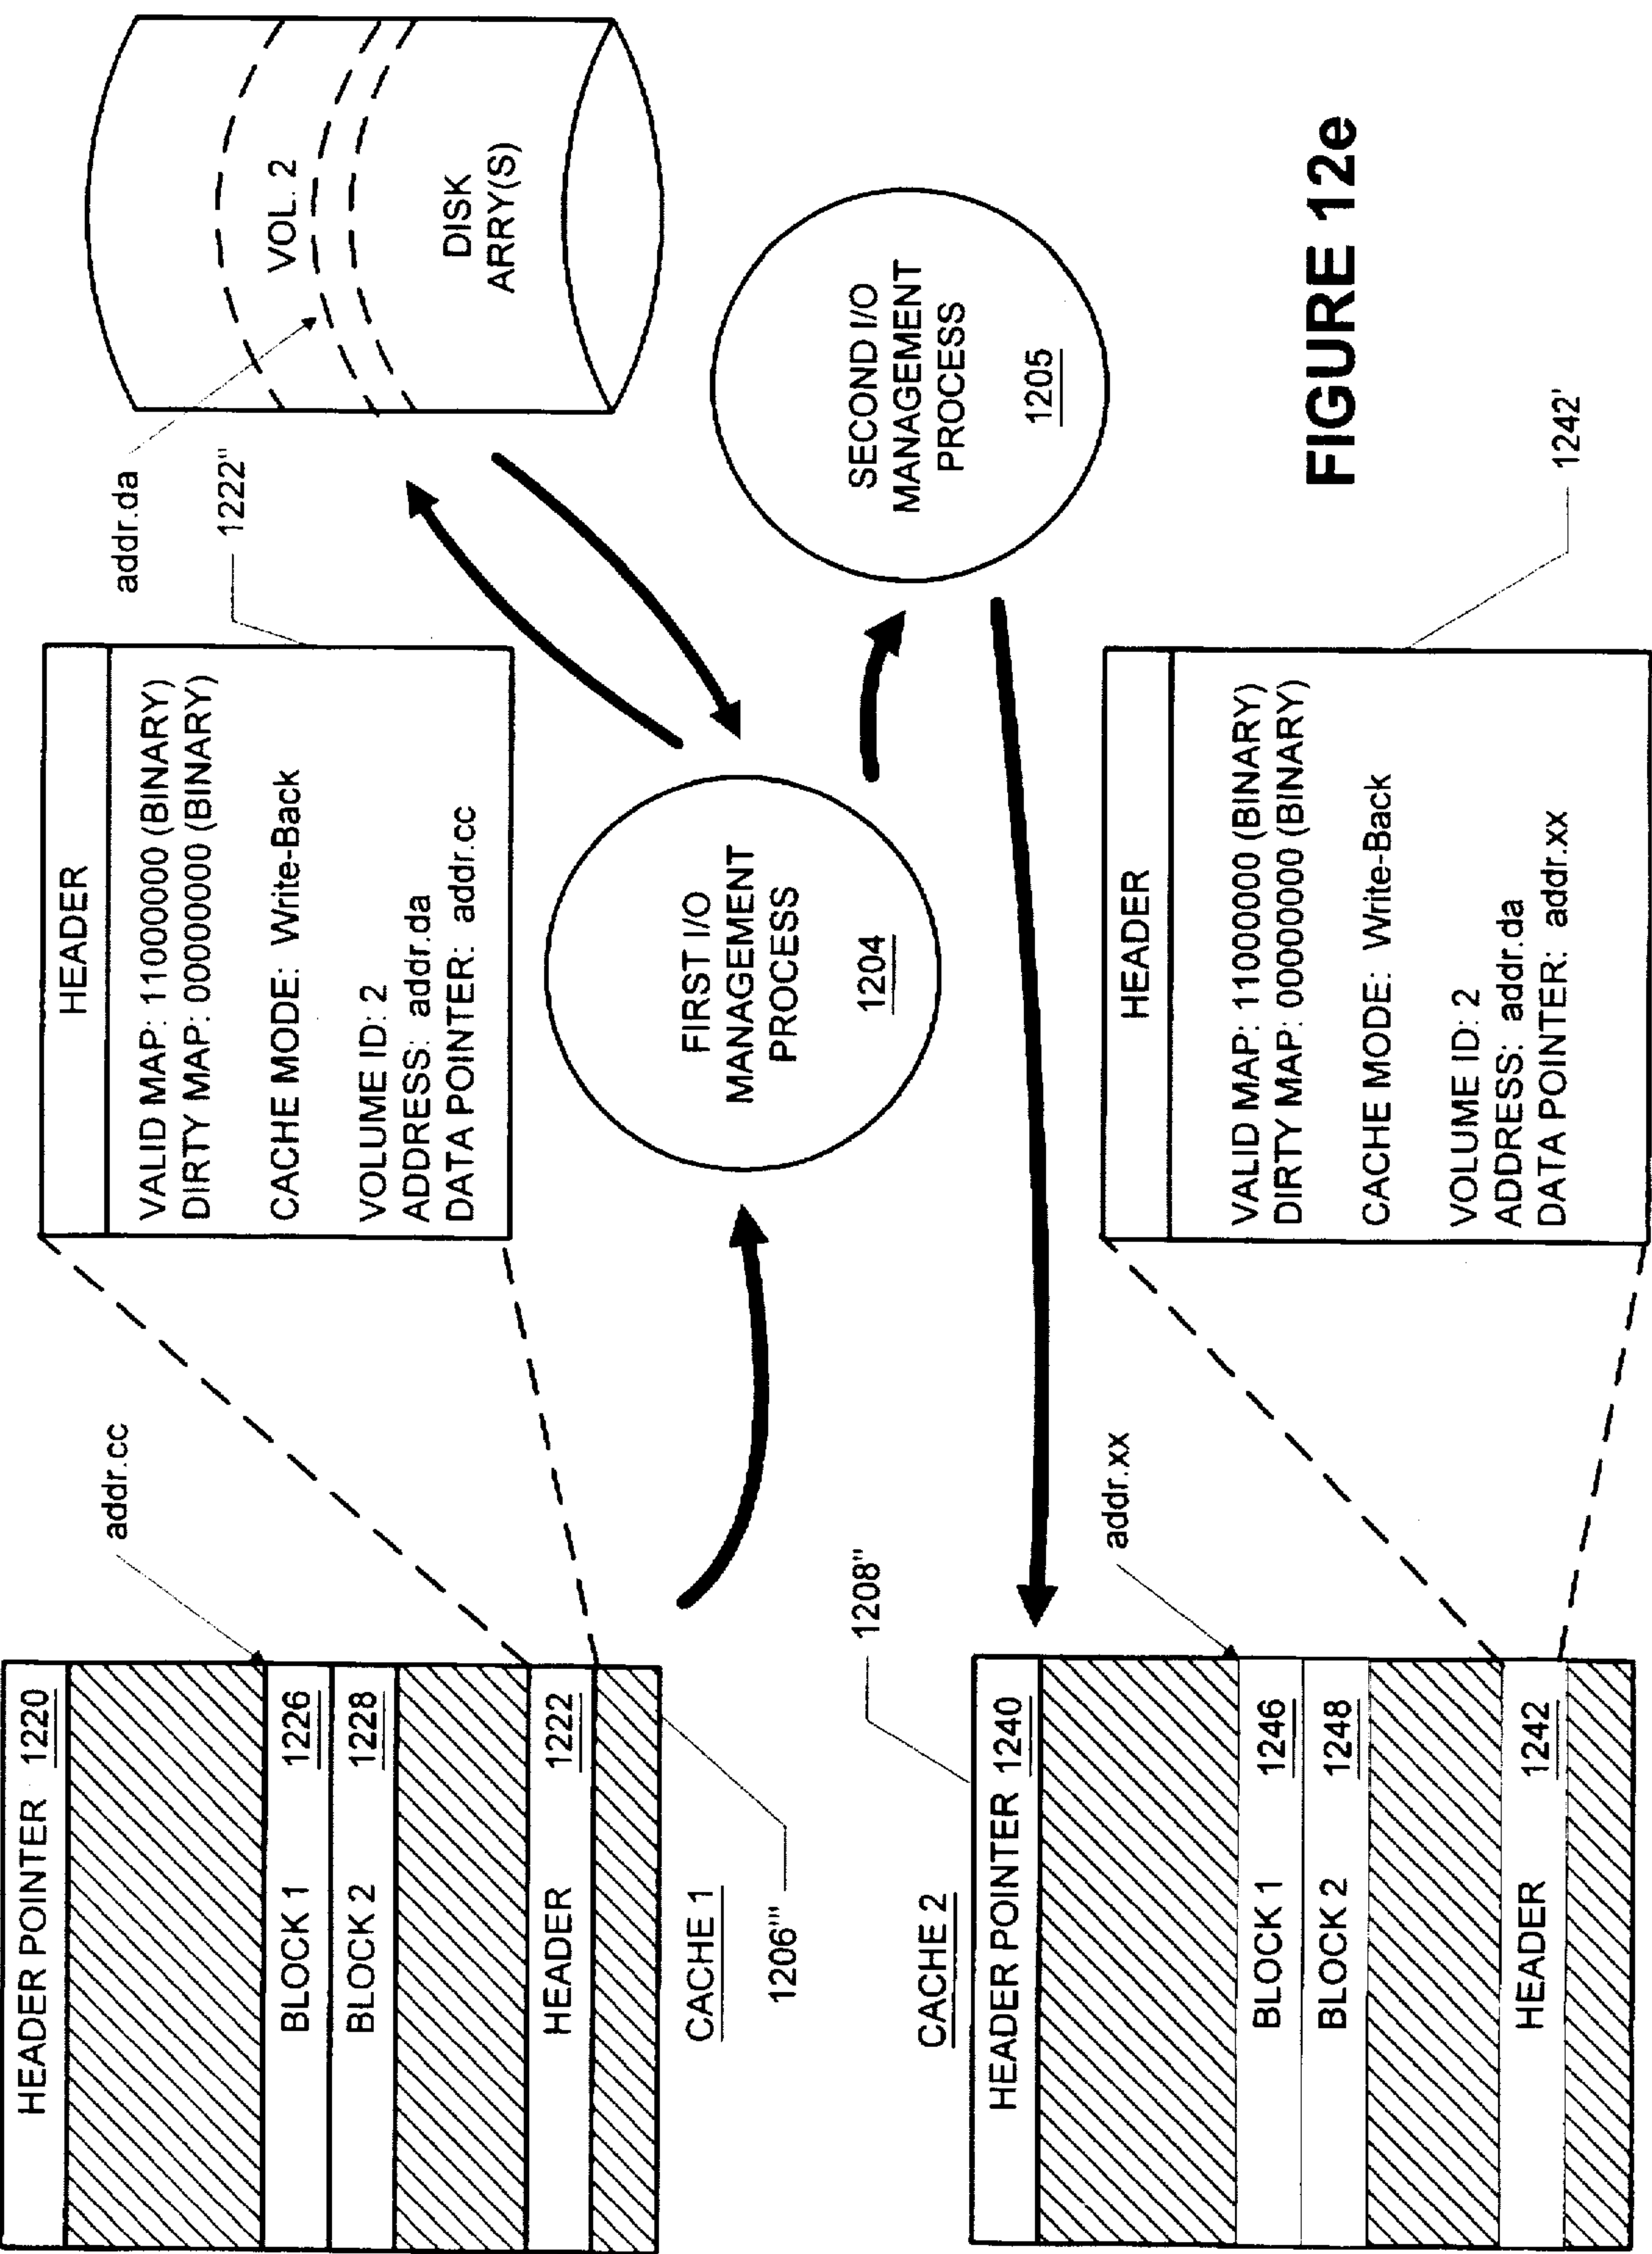 HEADER POINTER 1220
BLOCK 1 1226
BLOCK 2 1228
HEADER 1222
CACHE 1
1206'''
addr.cc
HEADER
VALID MAP: 11000000 (BINARY)
DIRTY MAP: 00000000 (BINARY)
CACHE MODE: Write-Back
VOLUME ID: 2
ADDRESS: addr.da
DATA POINTER: addr.cc
1222"
addr.da
VOL. 2
DISK
ARRY(S)
FIRST I/O
MANAGEMENT
PROCESS
1204
SECOND I/O
MANAGEMENT
PROCESS
1205
CACHE 2
1208"
HEADER POINTER 1240
BLOCK 1 1246
BLOCK 2 1248
HEADER 1242
addr.xx
HEADER
VALID MAP: 11000000 (BINARY)
DIRTY MAP: 00000000 (BINARY)
CACHE MODE: Write-Back
VOLUME ID: 2
ADDRESS: addr.da
DATA POINTER: addr.xx
1242'
FIGURE 12e